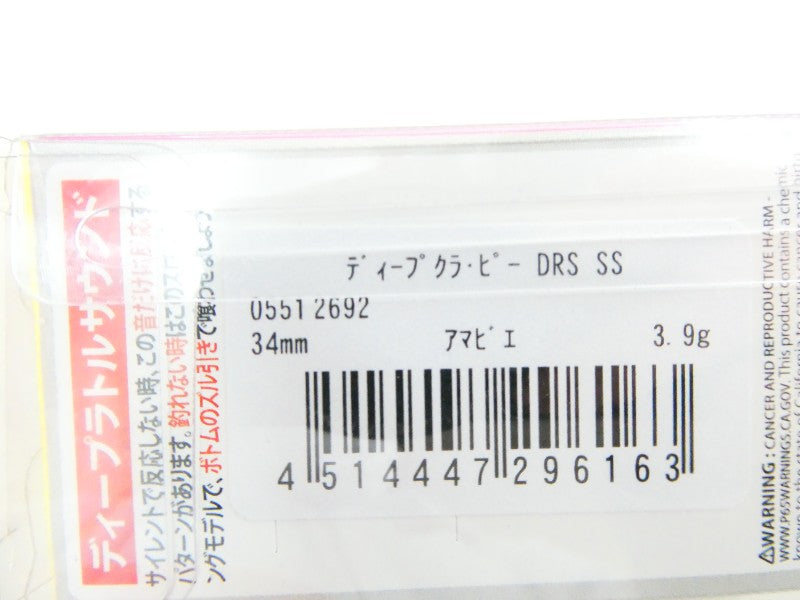 ディープラトルサウンド
サイレントで反応しない時、この音だけに反応する
パターンがあります。釣れない時はこのスロ
ングモデルで、ボトムのズル引きで喰わせましょう
ディープクラ・ピー DRS SS
05512692
34mm アマビエ 3.9g
4 514447 296163
⚠WARNING : CANCER AND REPRODUCTIVE HARM -
WWW.P65WARNINGS.CA.GOV. This product contains a chemic